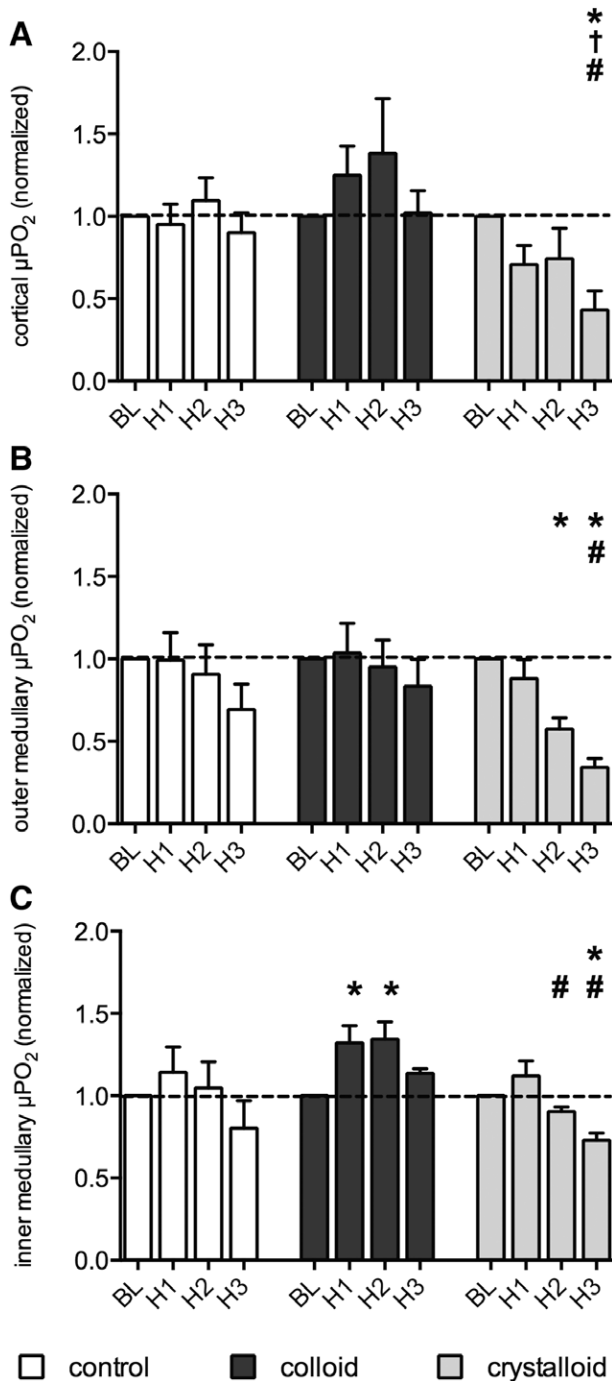 A
cortical µPO2 (normalized)
*
†
#
2.0
1.5
1.0
0.5
0.0
BL H1 H2 H3 BL H1 H2 H3 BL H1 H2 H3
B
outer medullary µPO2 (normalized)
* *
#
2.0
1.5
1.0
0.5
0.0
BL H1 H2 H3 BL H1 H2 H3 BL H1 H2 H3
C
inner medullary µPO2 (normalized)
*
* * # #
2.0
1.5
1.0
0.5
0.0
BL H1 H2 H3 BL H1 H2 H3 BL H1 H2 H3
control colloid crystalloid